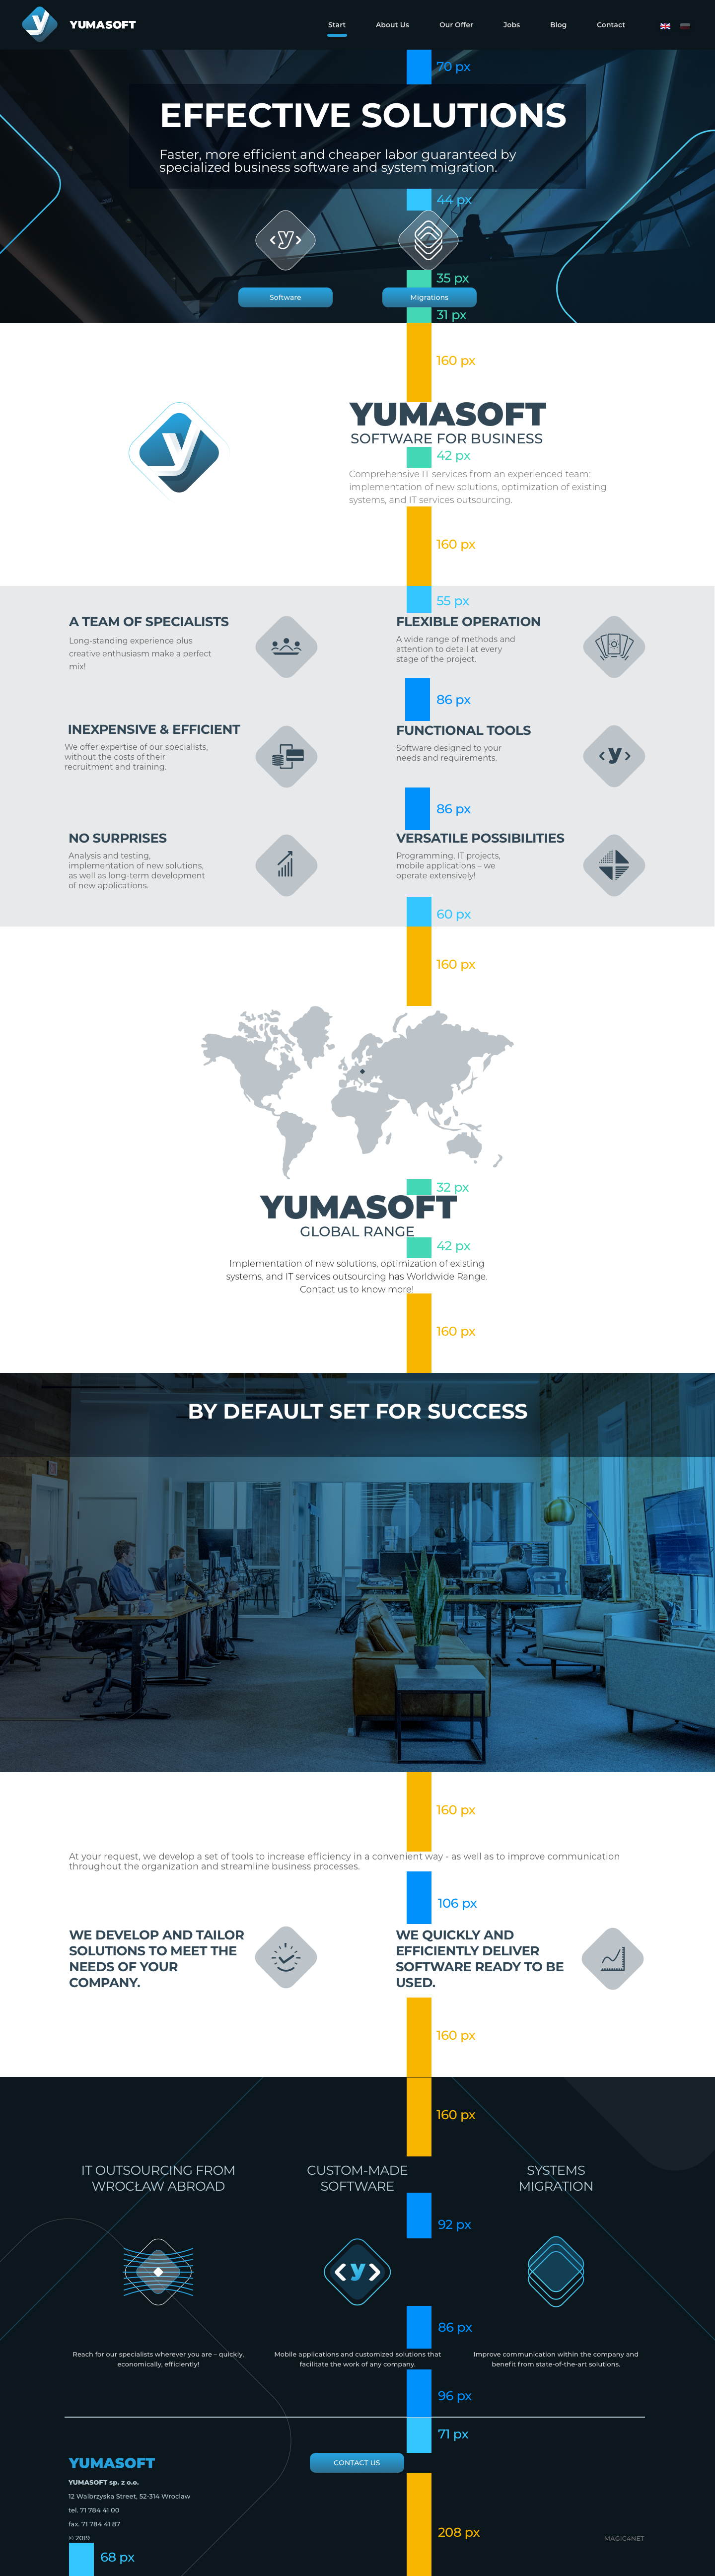 YUMASOFT
Start
About Us
Our Offer
Jobs
Blog
Contact
70 px
EFFECTIVE SOLUTIONS
Faster, more efficient and cheaper labor guaranteed by
specialized business software and system migration.
44 px
35 px
Software
Migrations
31 px
160 px
YUMASOFT
SOFTWARE FOR BUSINESS
42 px
Comprehensive IT services from an experienced team:
implementation of new solutions, optimization of existing
systems, and IT services outsourcing.
160 px
55 px
A TEAM OF SPECIALISTS
Long-standing experience plus
creative enthusiasm make a perfect
mix!
FLEXIBLE OPERATION
A wide range of methods and
attention to detail at every
stage of the project.
86 px
INEXPENSIVE & EFFICIENT
We offer expertise of our specialists,
without the costs of their
recruitment and training.
FUNCTIONAL TOOLS
Software designed to your
needs and requirements.
86 px
NO SURPRISES
Analysis and testing,
implementation of new solutions,
as well as long-term development
of new applications.
VERSATILE POSSIBILITIES
Programming, IT projects,
mobile applications – we
operate extensively!
60 px
160 px
32 px
YUMASOFT
GLOBAL RANGE
42 px
Implementation of new solutions, optimization of existing
systems, and IT services outsourcing has Worldwide Range.
Contact us to know more!
160 px
BY DEFAULT SET FOR SUCCESS
160 px
At your request, we develop a set of tools to increase efficiency in a convenient way - as well as to improve communication
throughout the organization and streamline business processes.
106 px
WE DEVELOP AND TAILOR
SOLUTIONS TO MEET THE
NEEDS OF YOUR
COMPANY.
WE QUICKLY AND
EFFICIENTLY DELIVER
SOFTWARE READY TO BE
USED.
160 px
160 px
IT OUTSOURCING FROM
WROCŁAW ABROAD
CUSTOM-MADE
SOFTWARE
SYSTEMS
MIGRATION
92 px
86 px
Reach for our specialists wherever you are – quickly,
economically, efficiently!
Mobile applications and customized solutions that
facilitate the work of any company.
Improve communication within the company and
benefit from state-of-the-art solutions.
96 px
71 px
YUMASOFT
CONTACT US
YUMASOFT sp. z o.o.
12 Walbrzyska Street, 52-314 Wroclaw
tel. 71 784 41 00
fax. 71 784 41 87
© 2019
208 px
MAGIC4NET
68 px